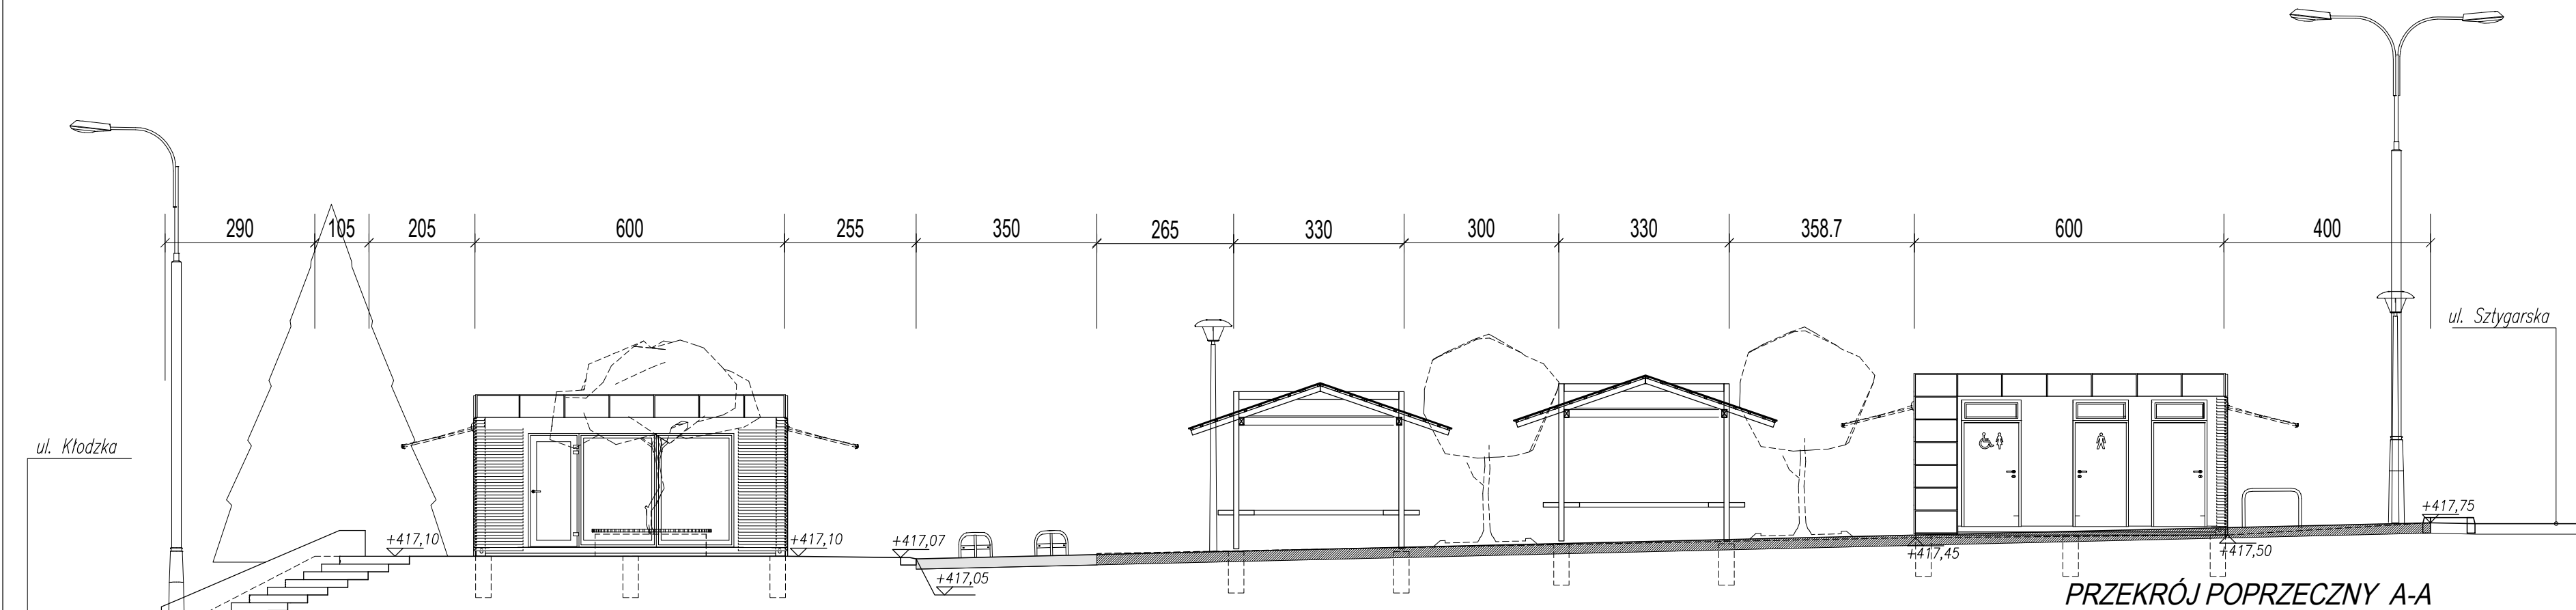 290 105 205 600 255 350 265 330 300 330 358.7 600 400
ul. Sztygarska
ul. Kłodzka
+417,75
+417,10 +417,10 +417,07
+417,45 +417,50
+417,05
PRZEKRÓJ POPRZECZNY A-A